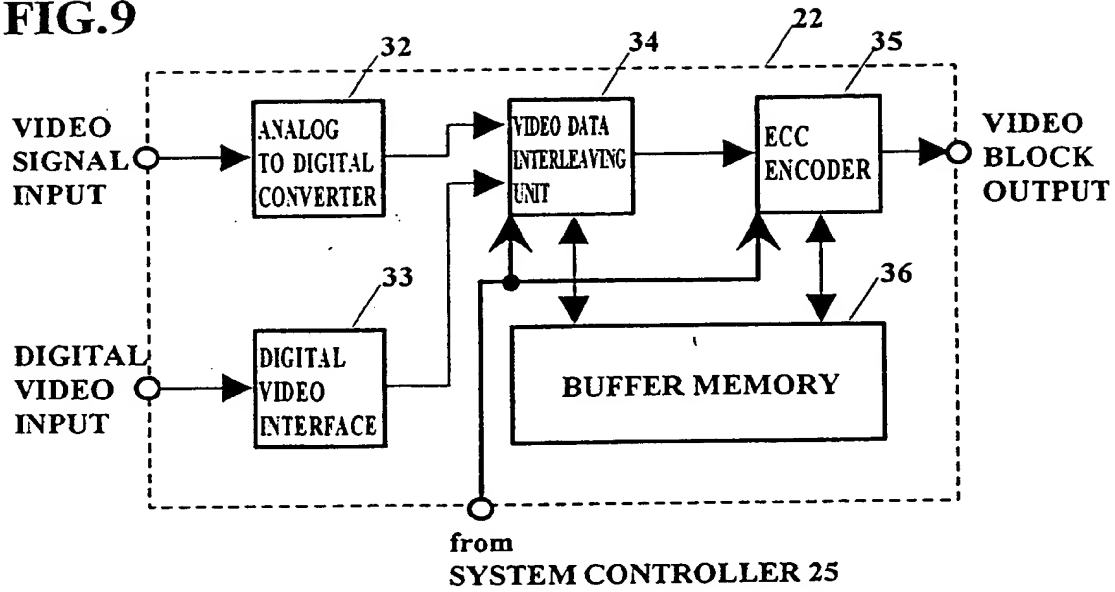 FIG.9
22
32
34
35
VIDEO
SIGNAL
INPUT
ANALOG
TO DIGITAL
CONVERTER
VIDEO DATA
INTERLEAVING
UNIT
ECC
ENCODER
VIDEO
BLOCK
OUTPUT
33
36
DIGITAL
VIDEO
INPUT
DIGITAL
VIDEO
INTERFACE
BUFFER MEMORY
from
SYSTEM CONTROLLER 25